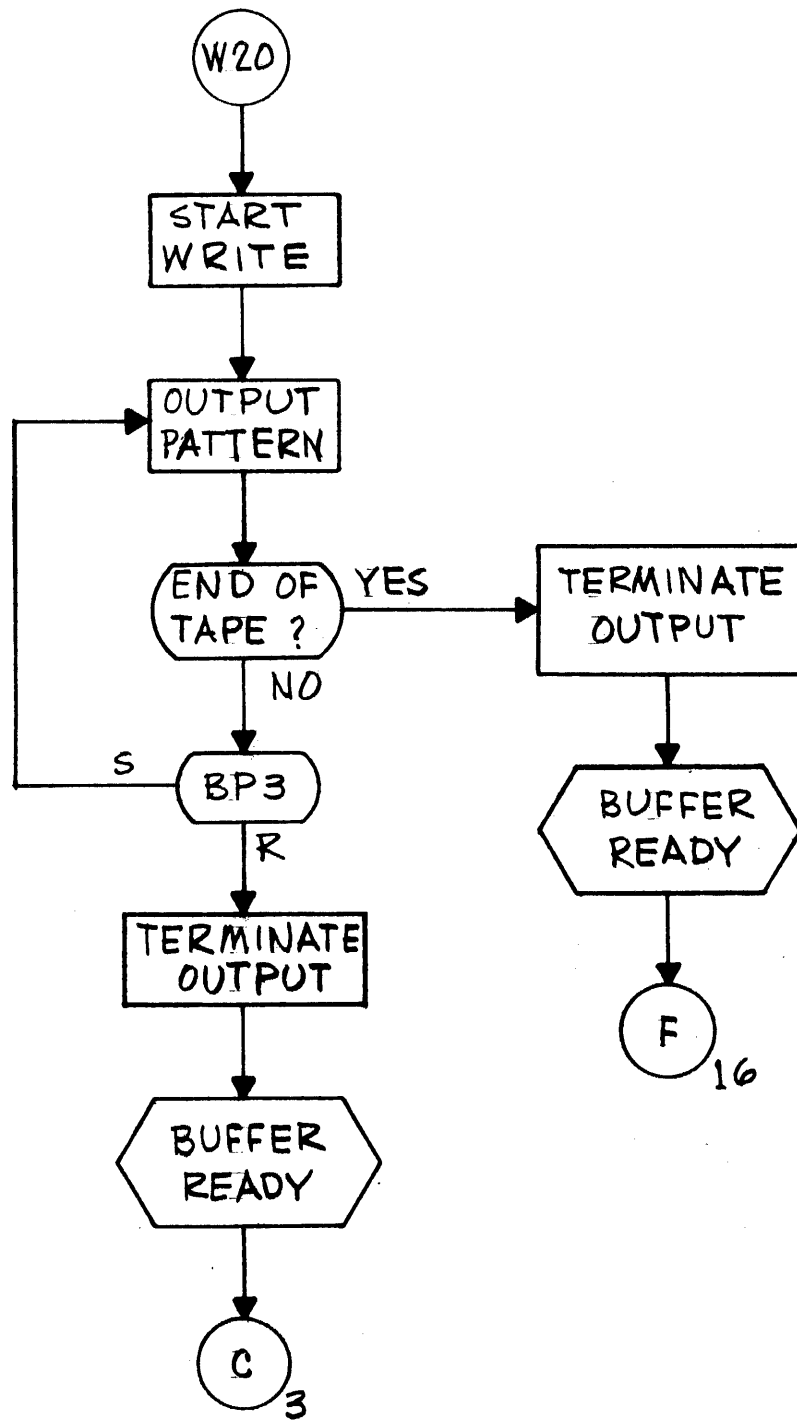 W20
START
WRITE
OUTPUT
PATTERN
END OF
TAPE ?
YES
NO
TERMINATE
OUTPUT
BUFFER
READY
F
16
S
BP3
R
TERMINATE
OUTPUT
BUFFER
READY
C
3